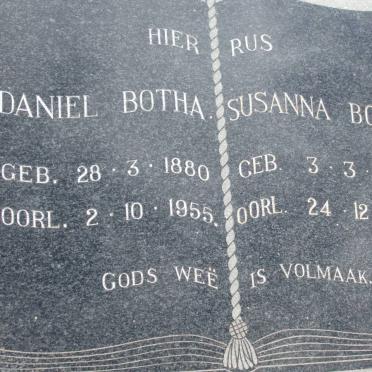 HIER RUS
DANIEL BOTHA. SUSANNA BO
GEB. 28·3·1880 GEB. 3·3·
OORL. 2·10·1955. OORL. 24·12
GODS WEË IS VOLMAAK.